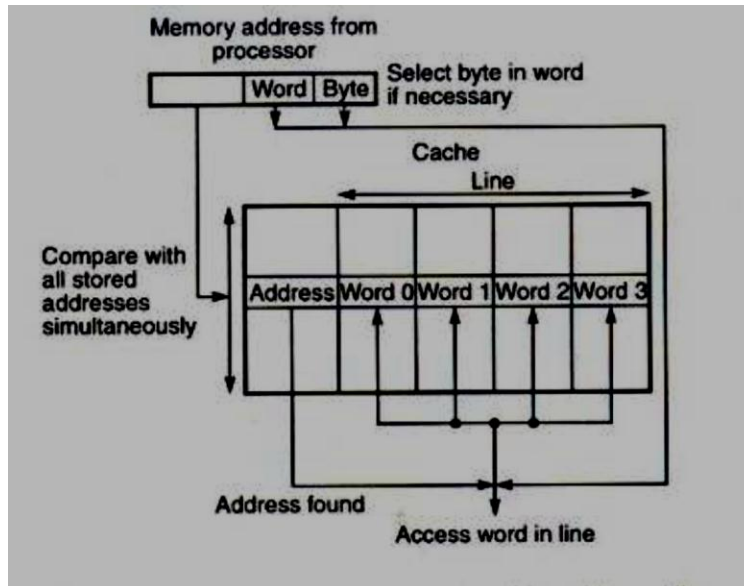 Memory address from
processor
Word Byte
Select byte in word
if necessary
Cache
Line
Compare with
all stored
addresses
simultaneously
Address Word 0 Word 1 Word 2 Word 3
Address found
Access word in line